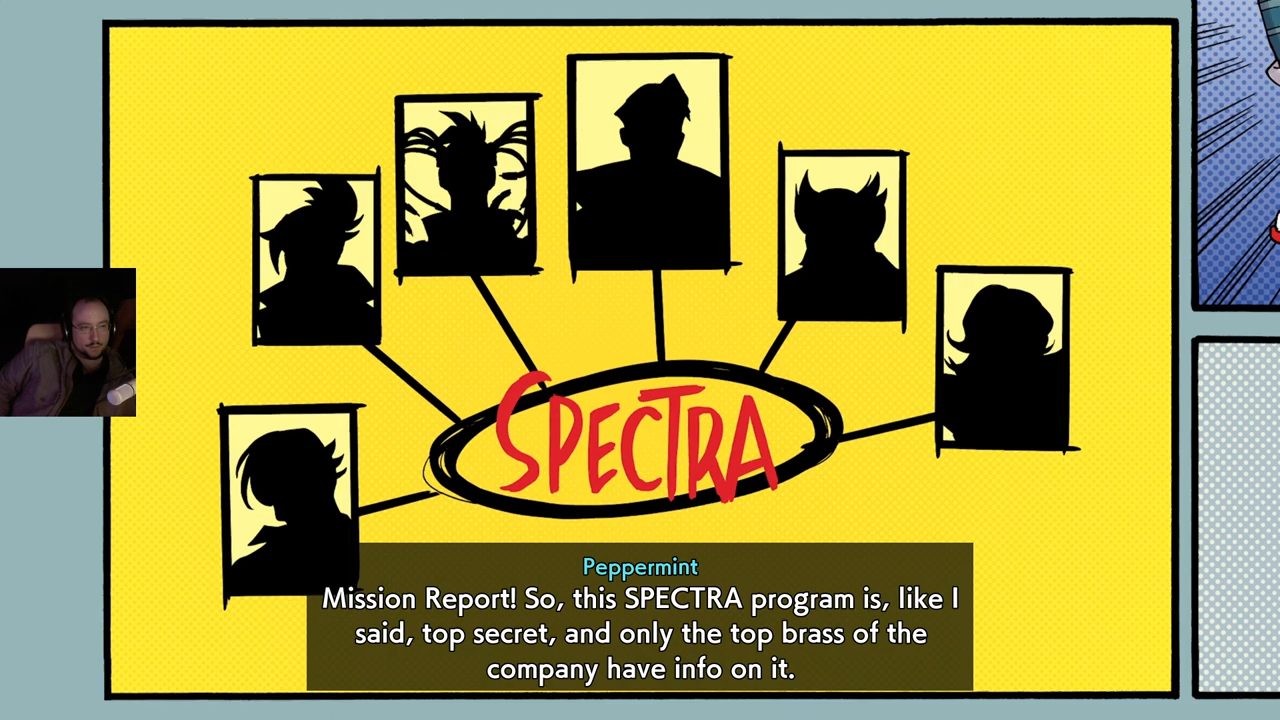 SPECTRA
Peppermint
Mission Report! So, this SPECTRA program is, like I
said, top secret, and only the top brass of the
company have info on it.